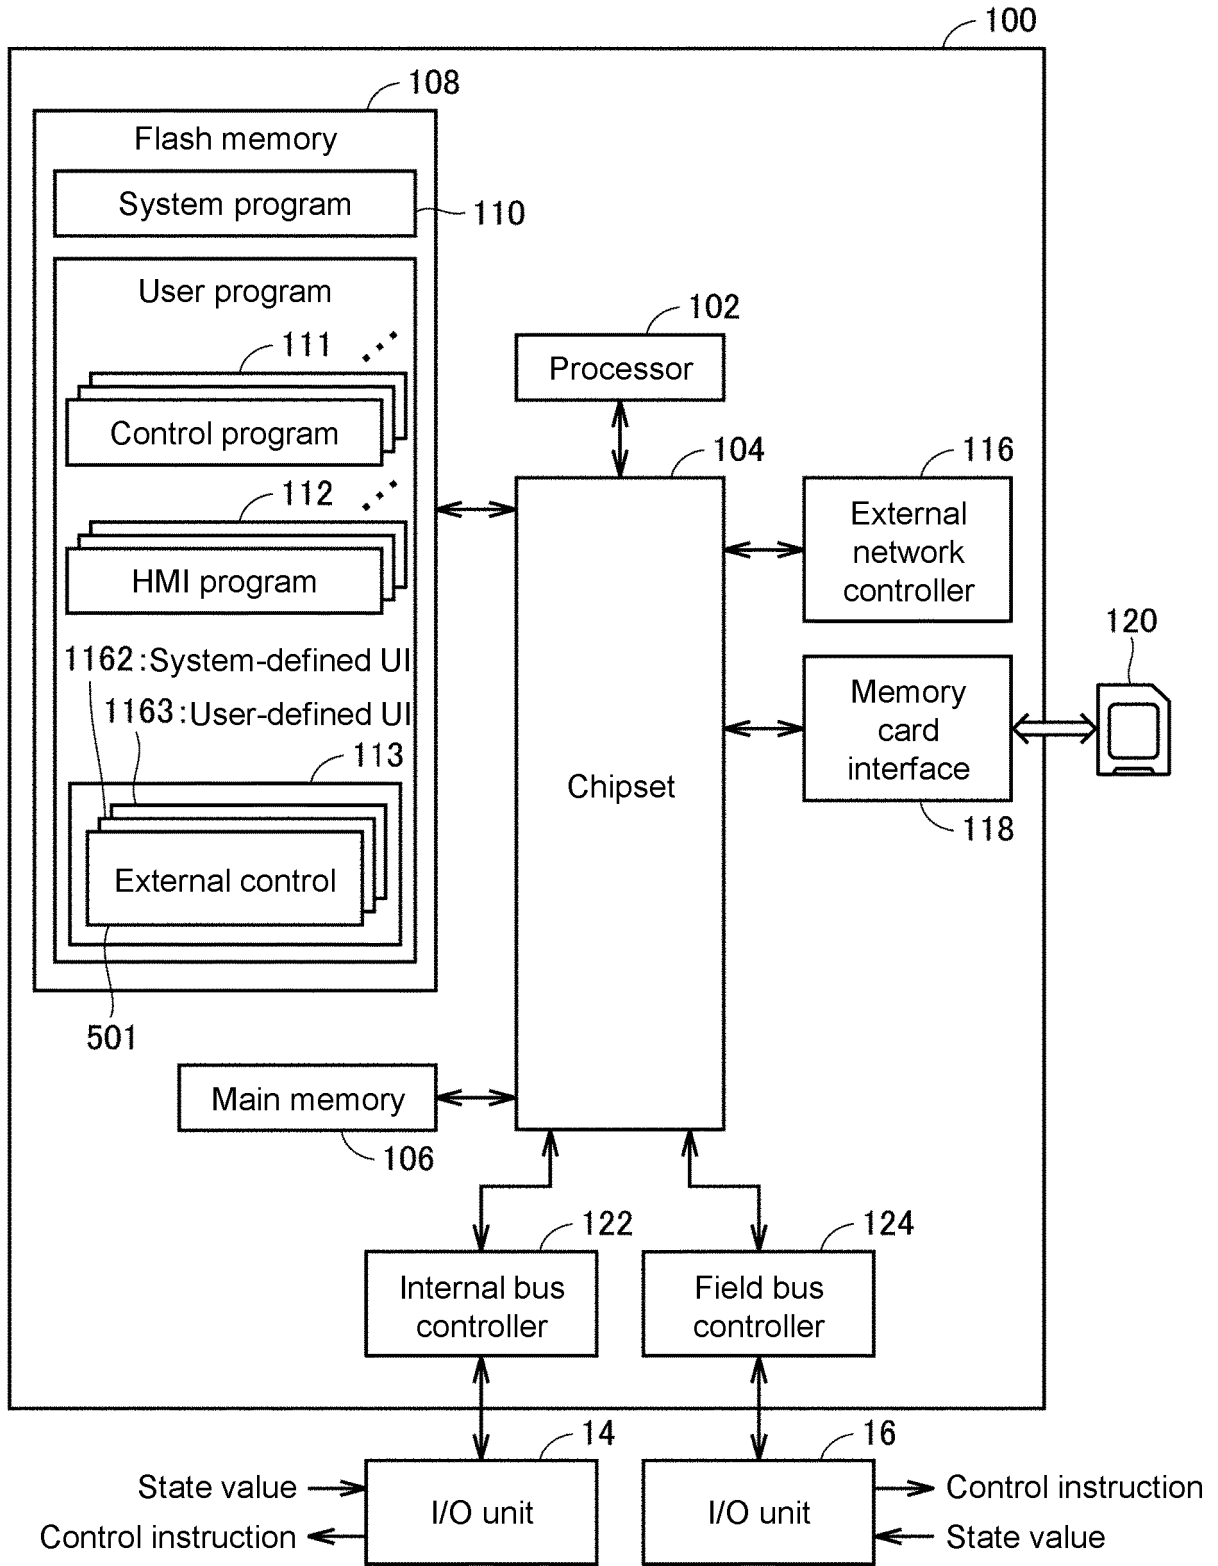 100
108
Flash memory
System program
110
User program
111
Control program
112
HMI program
1162:System-defined UI
1163:User-defined UI
113
External control
501
102
Processor
104
Chipset
116
External
network
controller
120
Memory
card
interface
118
Main memory
106
122
Internal bus
controller
124
Field bus
controller
14
I/O unit
State value
Control instruction
16
I/O unit
Control instruction
State value